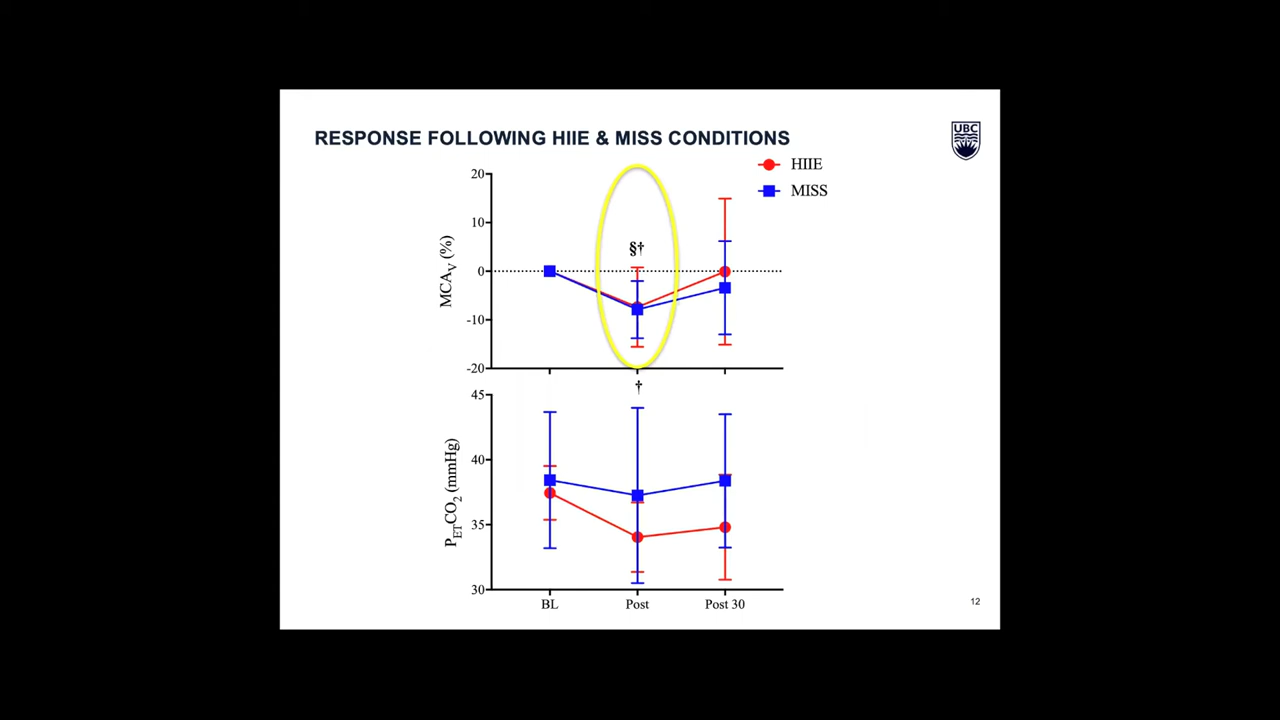 RESPONSE FOLLOWING HIIE & MISS CONDITIONS
UBC
HIIE
MISS
20
10
0
-10
-20
MCAV (%)
§†
45
40
35
30
PETCO2 (mmHg)
†
BL Post Post 30
12